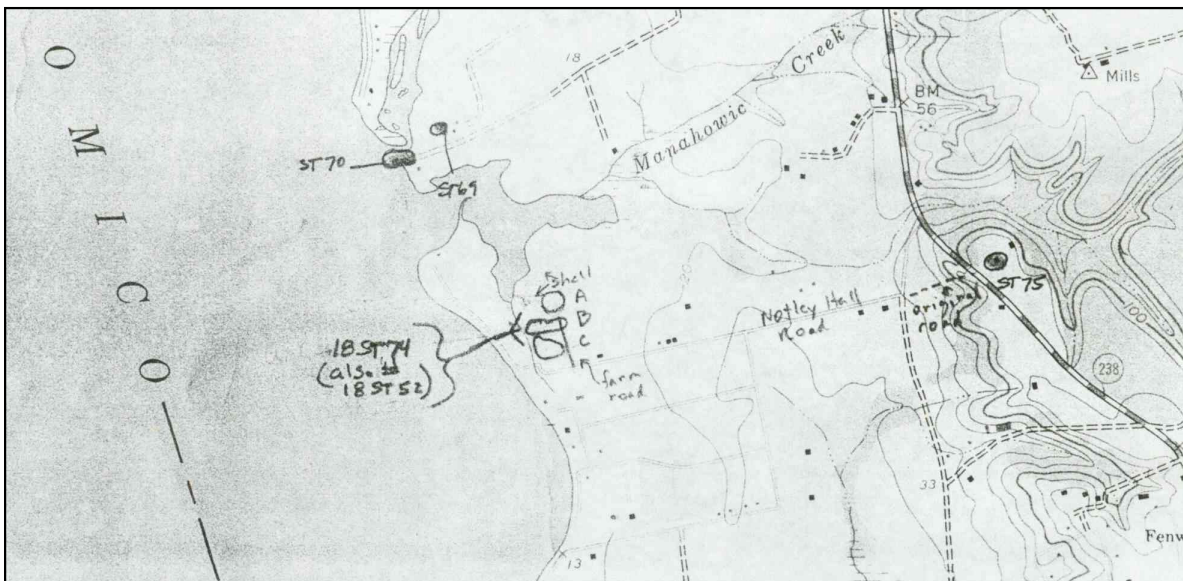 O
M
I
C
O
18
Manahowic
Creek
BM
56
Mills
ST70
ST69
shell
A
B
C
18ST74
(also #
18ST52)
farm
road
Notley Hall
Road
original
road
ST75
100
238
33
13
Fenw